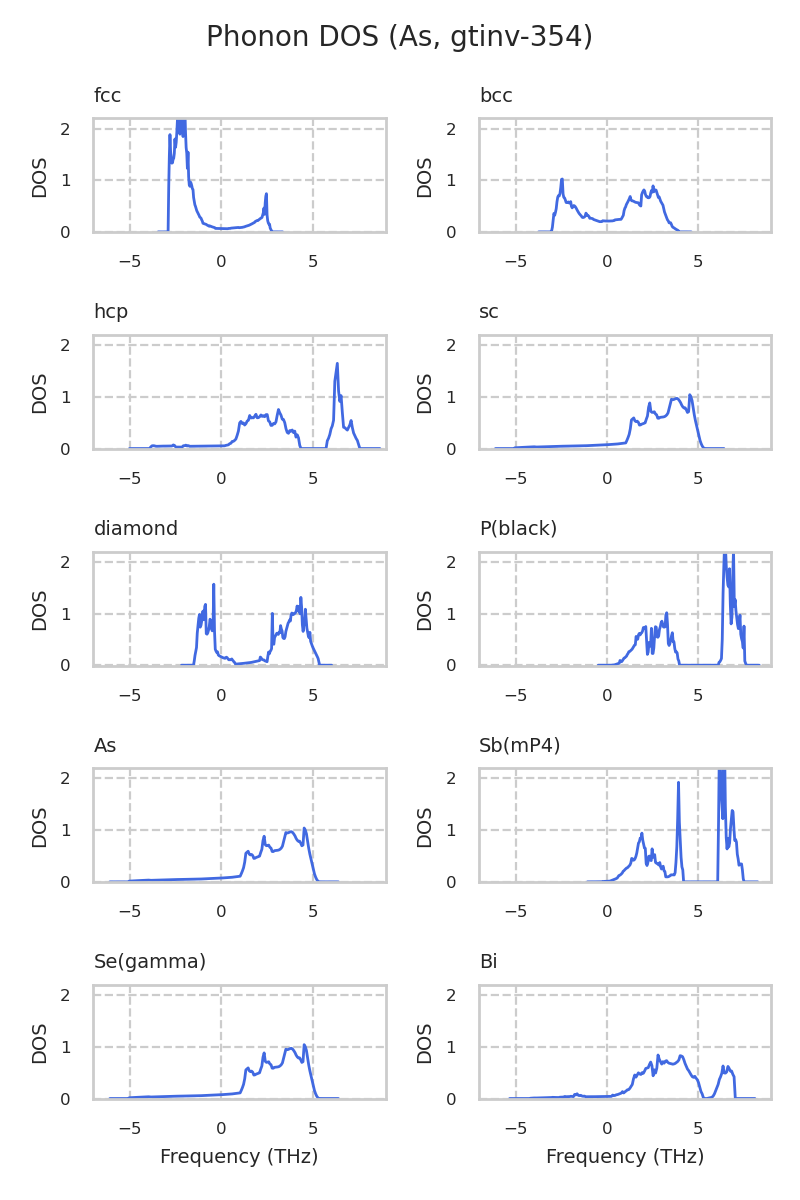 Phonon DOS (As, gtinv-354)
fcc
bcc
2
1
0
DOS
−5 0 5
2
1
0
DOS
−5 0 5
hcp
sc
2
1
0
DOS
−5 0 5
2
1
0
DOS
−5 0 5
diamond
P(black)
2
1
0
DOS
−5 0 5
2
1
0
DOS
−5 0 5
As
Sb(mP4)
2
1
0
DOS
−5 0 5
2
1
0
DOS
−5 0 5
Se(gamma)
Bi
2
1
0
DOS
−5 0 5
Frequency (THz)
2
1
0
DOS
−5 0 5
Frequency (THz)